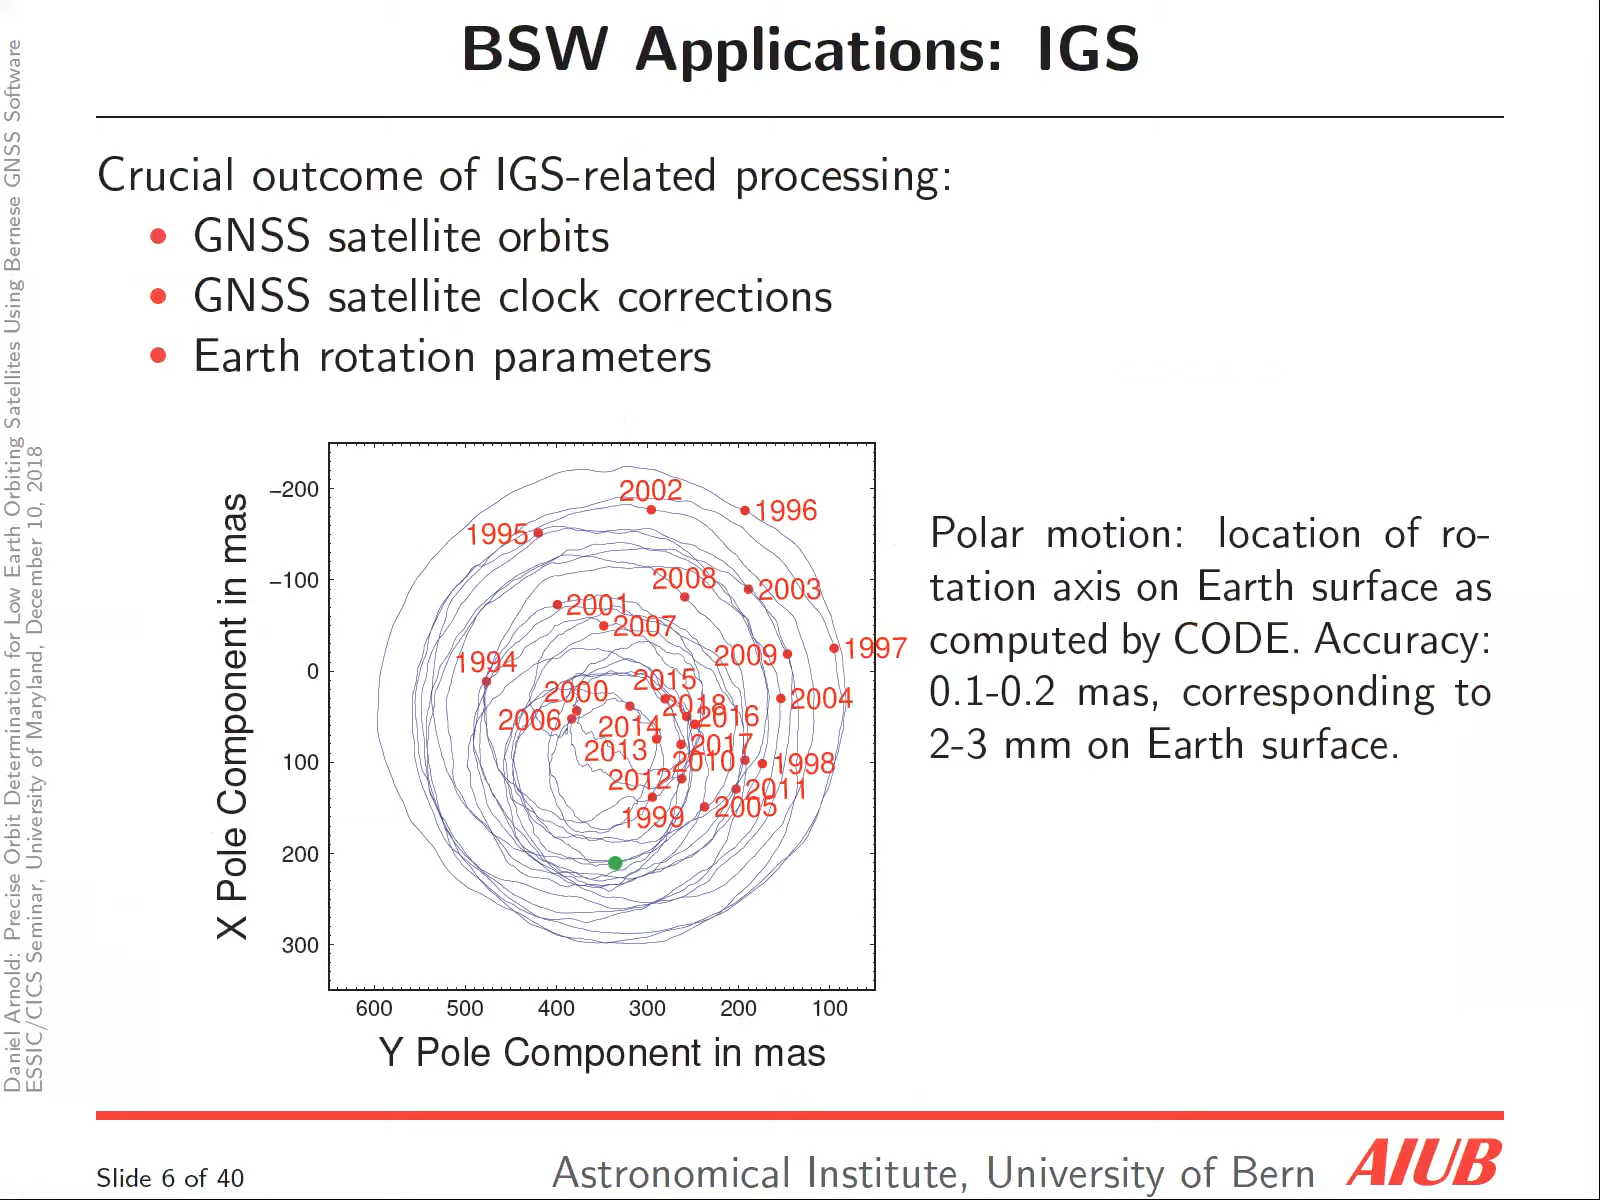 BSW Applications: IGS
Crucial outcome of IGS-related processing:
• GNSS satellite orbits
• GNSS satellite clock corrections
• Earth rotation parameters
X Pole Component in mas
−200
−100
0
100
200
300
2002
1996
1995
2008
2003
2001
2007
1997
2009
1994
2015
2000
2004
2018
2016
2006
2014
2017
2013
2010
1998
2012
2011
2005
1999
600 500 400 300 200 100
Y Pole Component in mas
Polar motion: location of ro-
tation axis on Earth surface as
computed by CODE. Accuracy:
0.1-0.2 mas, corresponding to
2-3 mm on Earth surface.
Daniel Arnold: Precise Orbit Determination for Low Earth Orbiting Satellites Using Bernese GNSS Software
ESSIC/CICS Seminar, University of Maryland, December 10, 2018
Slide 6 of 40
Astronomical Institute, University of Bern
AIUB